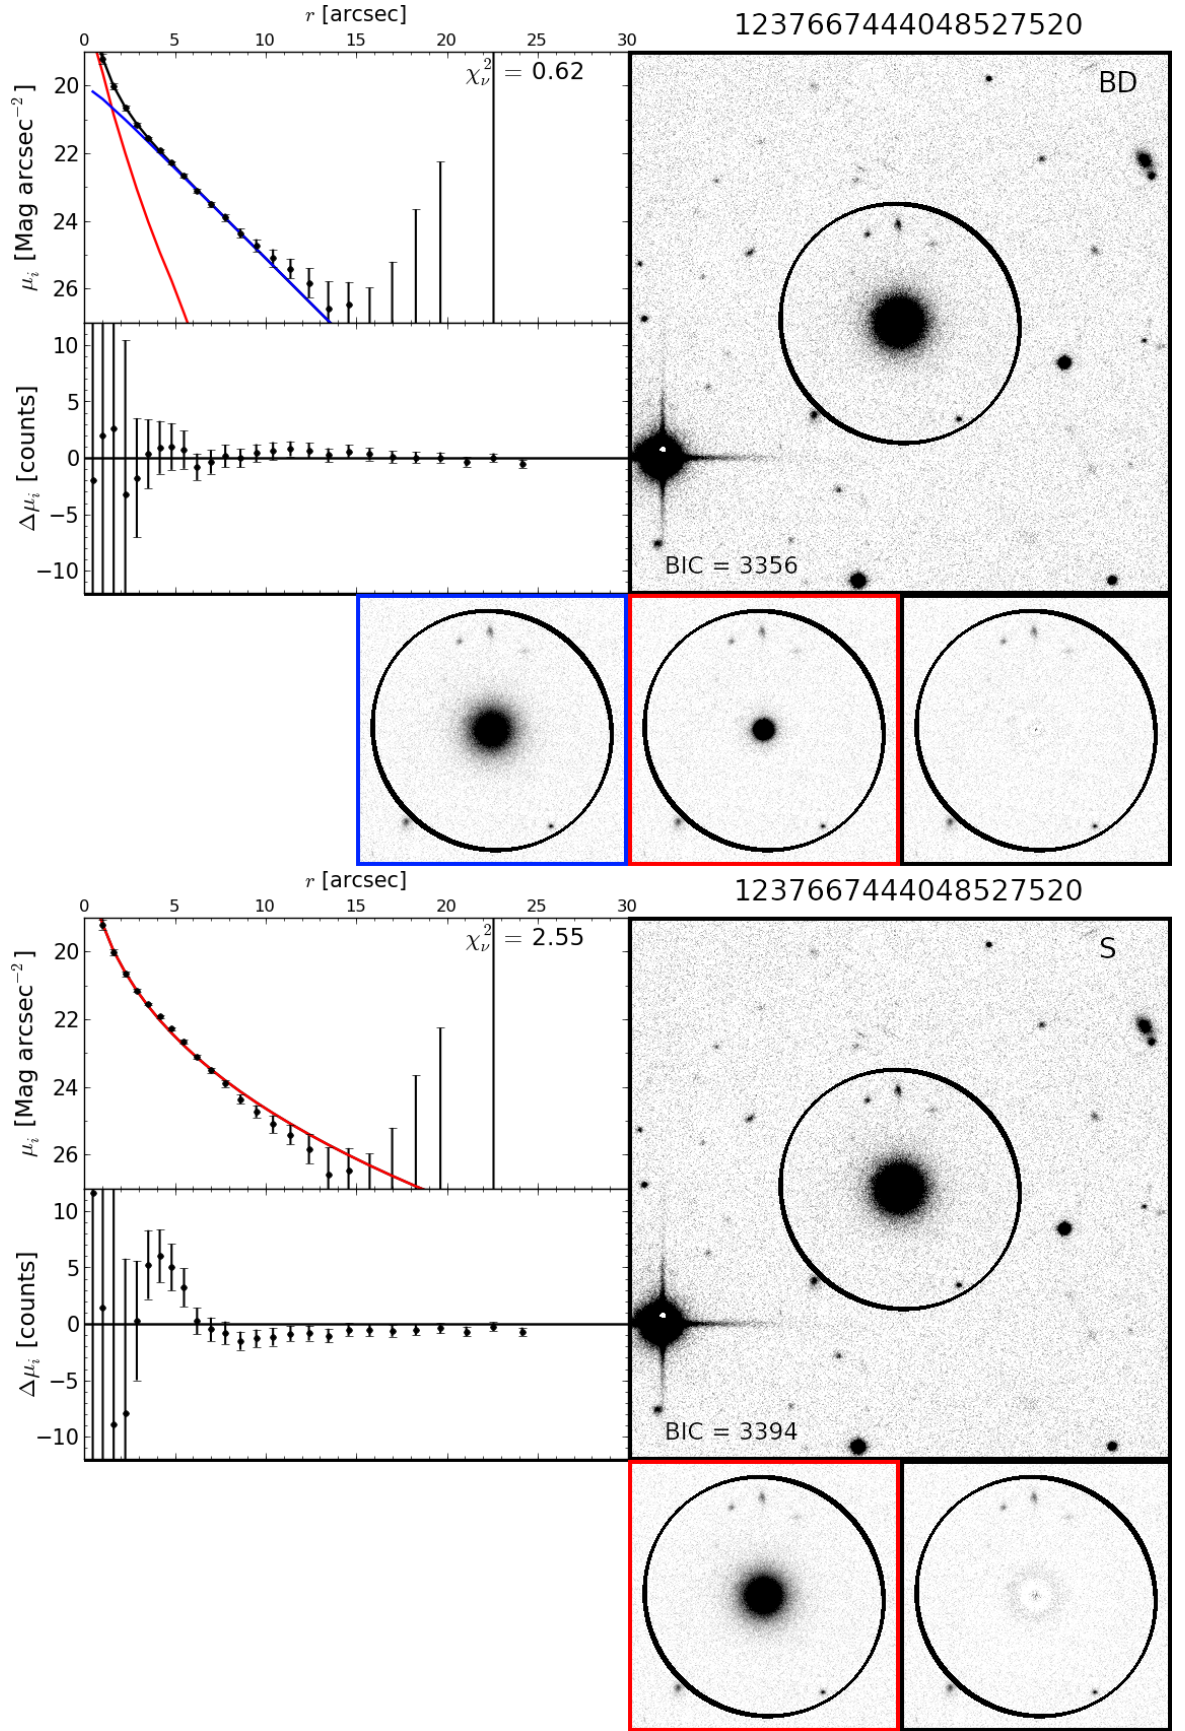 r [arcsec]
1237667444048527520
0 5 10 15 20 25 30
χ²ν = 0.62
BD
20
22
24
26
μi [Mag arcsec⁻²]
10
5
0
−5
−10
Δμi [counts]
BIC = 3356
r [arcsec]
1237667444048527520
0 5 10 15 20 25 30
χ²ν = 2.55
S
20
22
24
26
μi [Mag arcsec⁻²]
10
5
0
−5
−10
Δμi [counts]
BIC = 3394